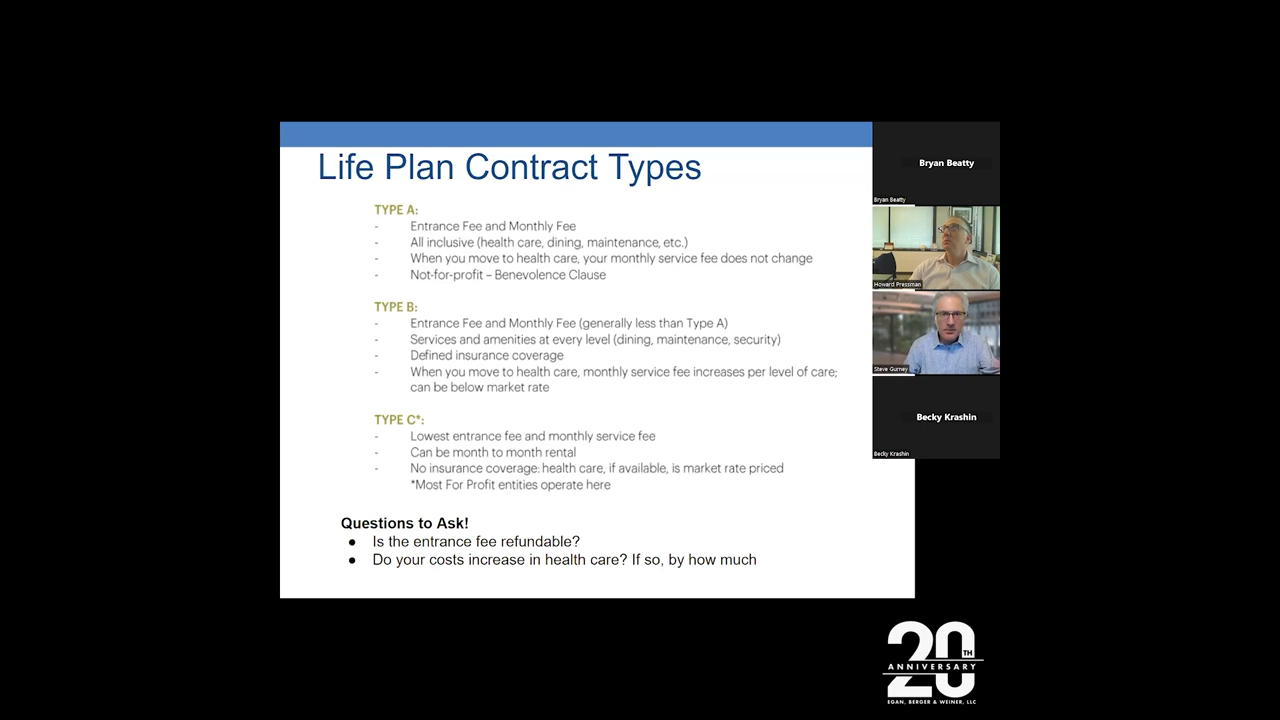 Life Plan Contract Types
TYPE A:
- Entrance Fee and Monthly Fee
- All inclusive (health care, dining, maintenance, etc.)
- When you move to health care, your monthly service fee does not change
- Not-for-profit – Benevolence Clause
TYPE B:
- Entrance Fee and Monthly Fee (generally less than Type A)
- Services and amenities at every level (dining, maintenance, security)
- Defined insurance coverage
- When you move to health care, monthly service fee increases per level of care;
can be below market rate
TYPE C*:
- Lowest entrance fee and monthly service fee
- Can be month to month rental
- No insurance coverage: health care, if available, is market rate priced
*Most For Profit entities operate here
Questions to Ask!
● Is the entrance fee refundable?
● Do your costs increase in health care? If so, by how much
Bryan Beatty
Bryan Beatty
Howard Pressman
Steve Gurney
Becky Krashin
Becky Krashin
20TH
ANNIVERSARY
EGAN, BERGER & WEINER, LLC